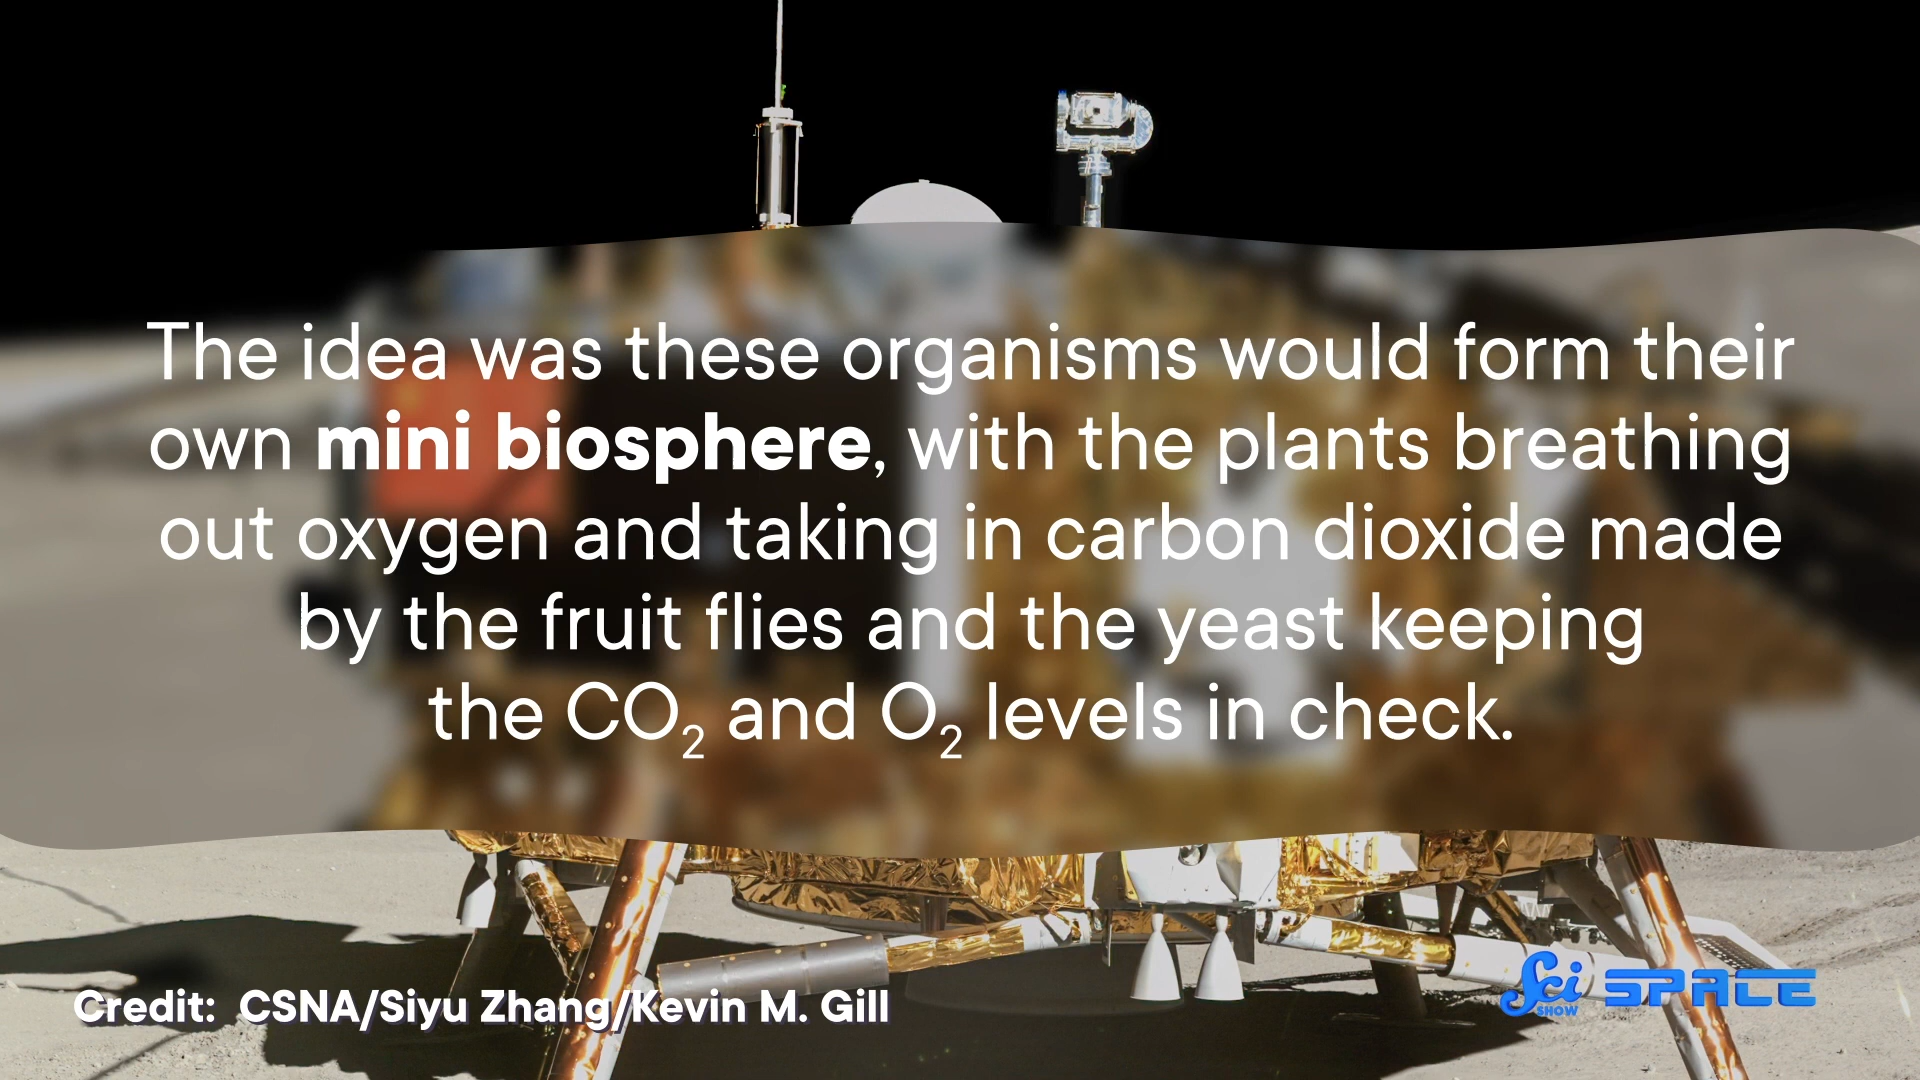 The idea was these organisms would form their
own mini biosphere, with the plants breathing
out oxygen and taking in carbon dioxide made
by the fruit flies and the yeast keeping
the CO₂ and O₂ levels in check.
Credit: CSNA/Siyu Zhang/Kevin M. Gill
Sci SHOW SPACE